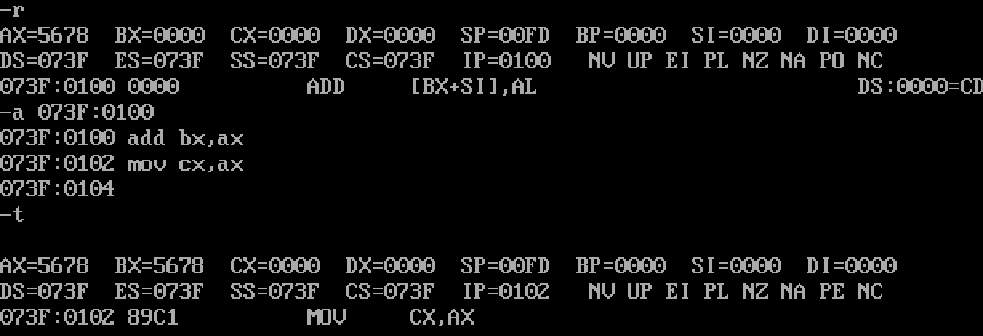 -r
AX=5678  BX=0000  CX=0000  DX=0000  SP=00FD  BP=0000  SI=0000  DI=0000
DS=073F  ES=073F  SS=073F  CS=073F  IP=0100   NV UP EI PL NZ NA PO NC
073F:0100 0000          ADD     [BX+SI],AL                         DS:0000=CD
-a 073F:0100
073F:0100 add bx,ax
073F:0102 mov cx,ax
073F:0104
-t
AX=5678  BX=5678  CX=0000  DX=0000  SP=00FD  BP=0000  SI=0000  DI=0000
DS=073F  ES=073F  SS=073F  CS=073F  IP=0102   NV UP EI PL NZ NA PE NC
073F:0102 89C1          MOV     CX,AX